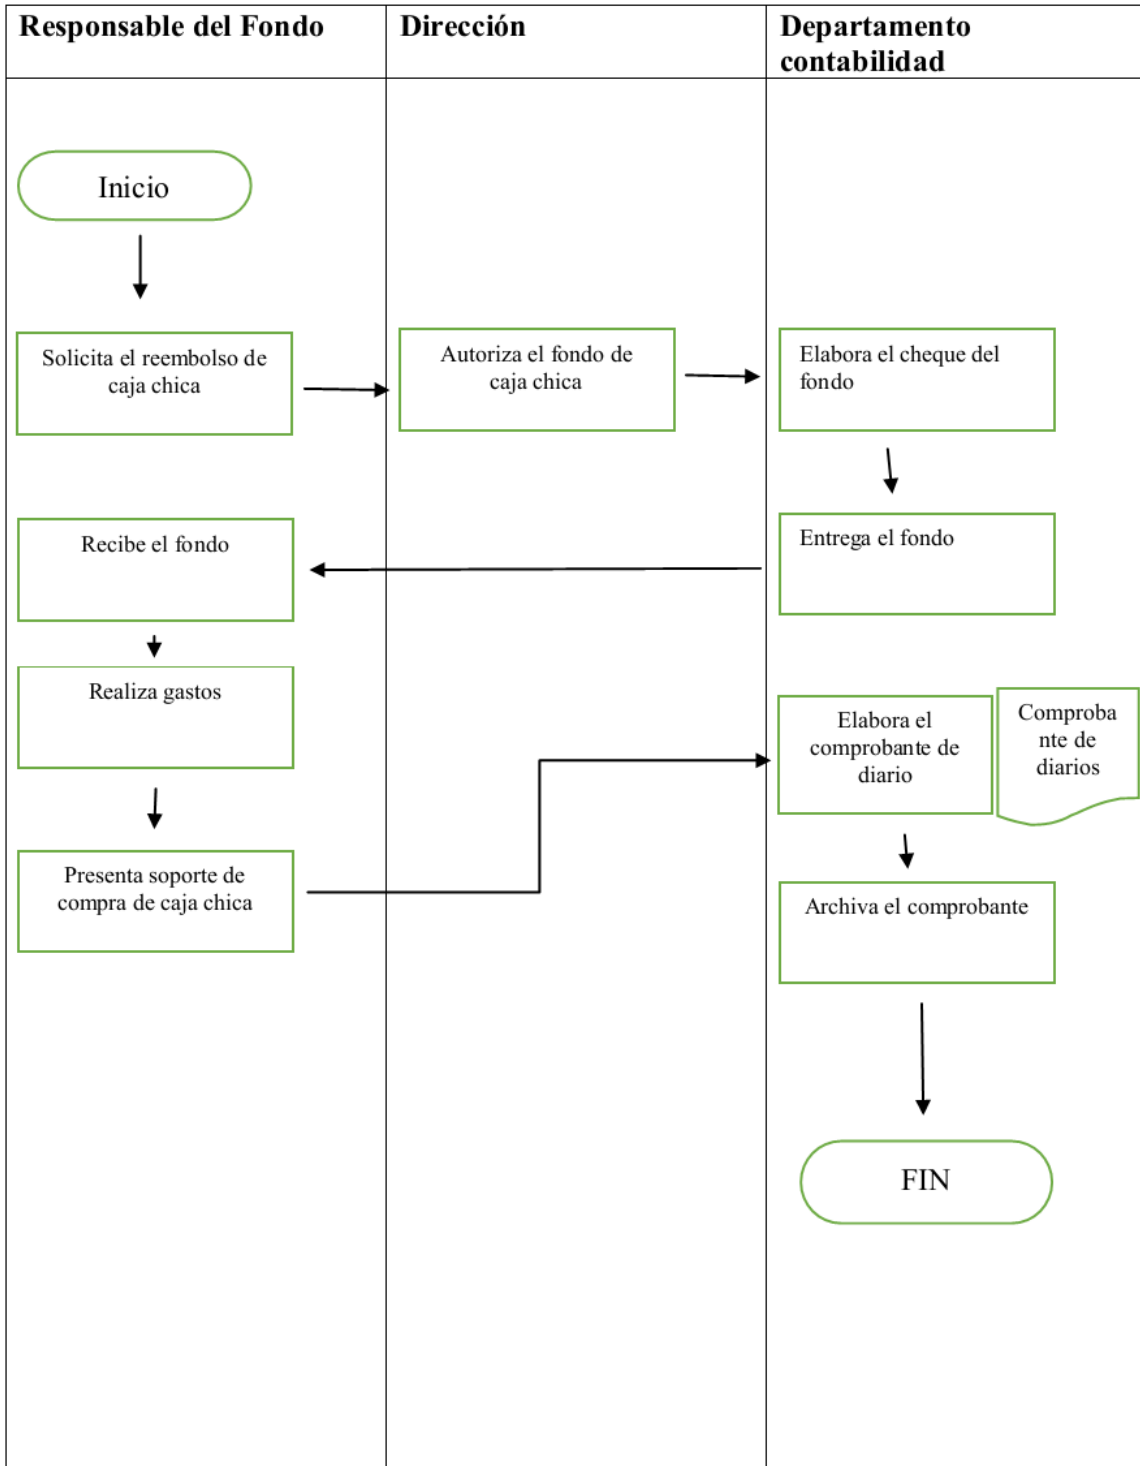 Responsable del Fondo
Dirección
Departamento
contabilidad
Inicio
Solicita el reembolso de
caja chica
Autoriza el fondo de
caja chica
Elabora el cheque del
fondo
Recibe el fondo
Entrega el fondo
Realiza gastos
Elabora el
comprobante de
diario
Comproba
nte de
diarios
Presenta soporte de
compra de caja chica
Archiva el comprobante
FIN